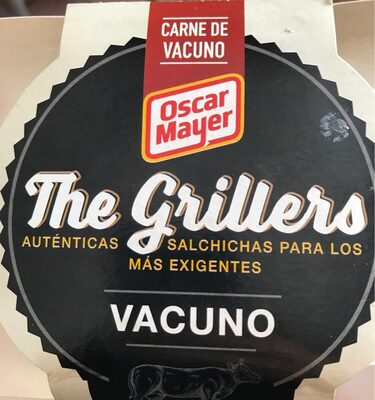 CARNE DE
VACUNO
Oscar
Mayer
The Grillers
AUTÉNTICAS SALCHICHAS PARA LOS
MÁS EXIGENTES
VACUNO